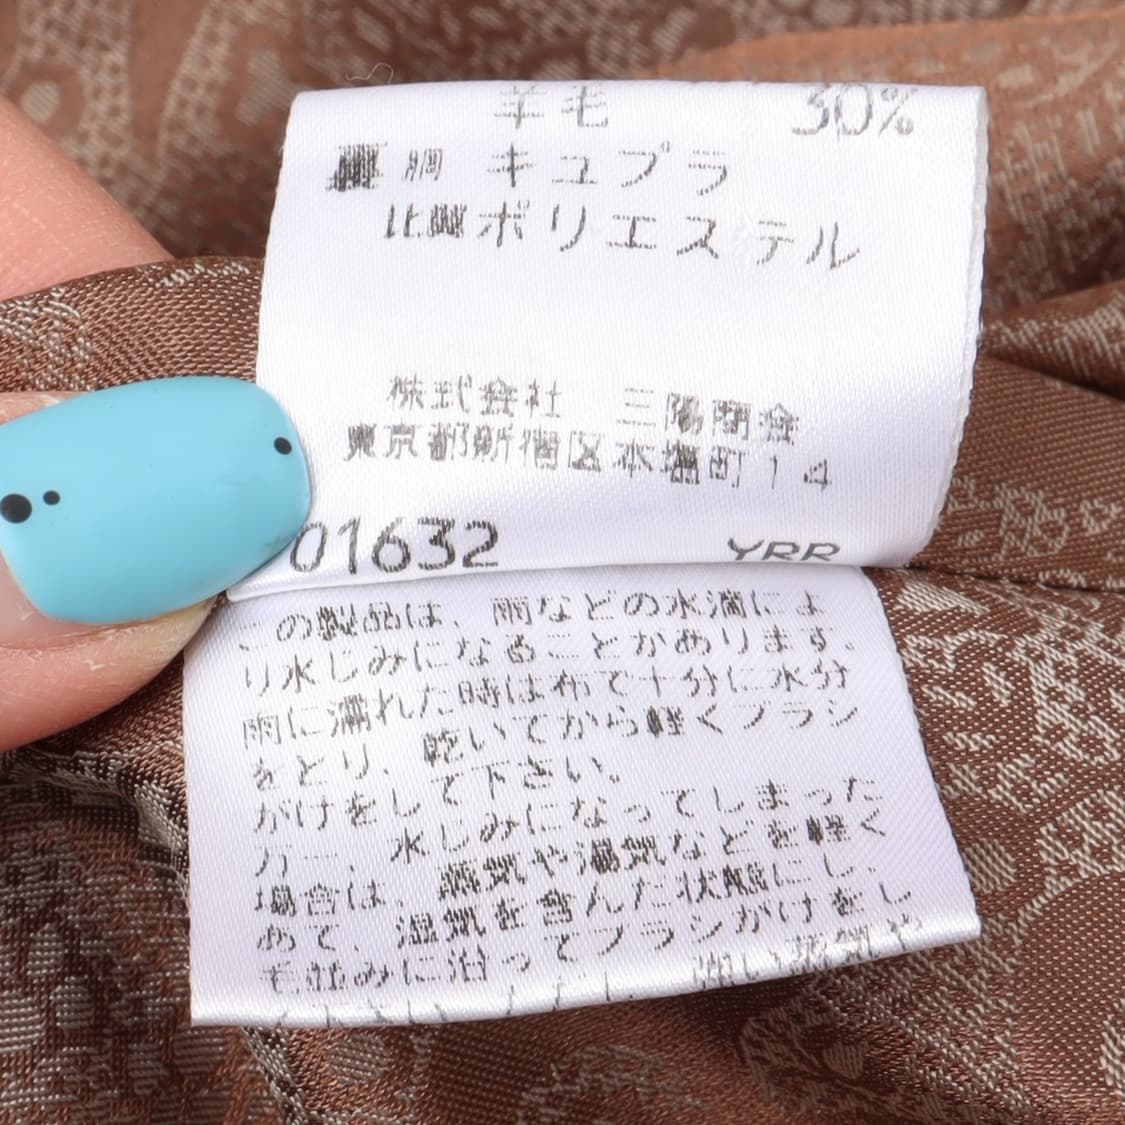 羊毛 30%
裏 胴 キュプラ
比翼 ポリエステル
株式会社 三陽商会
東京都新宿区本塩町14
01632 YRR
この製品は、雨などの水滴によ
り水じみになることがあります。
雨に濡れた時は布で十分に水分
をとり、乾いてから軽くブラシ
がけをして下さい。
万一、水じみになってしまった
場合は、蒸気や湯気などを軽く
あて、湿気を含んだ状態にし、
毛並みに沿ってブラシがけをし